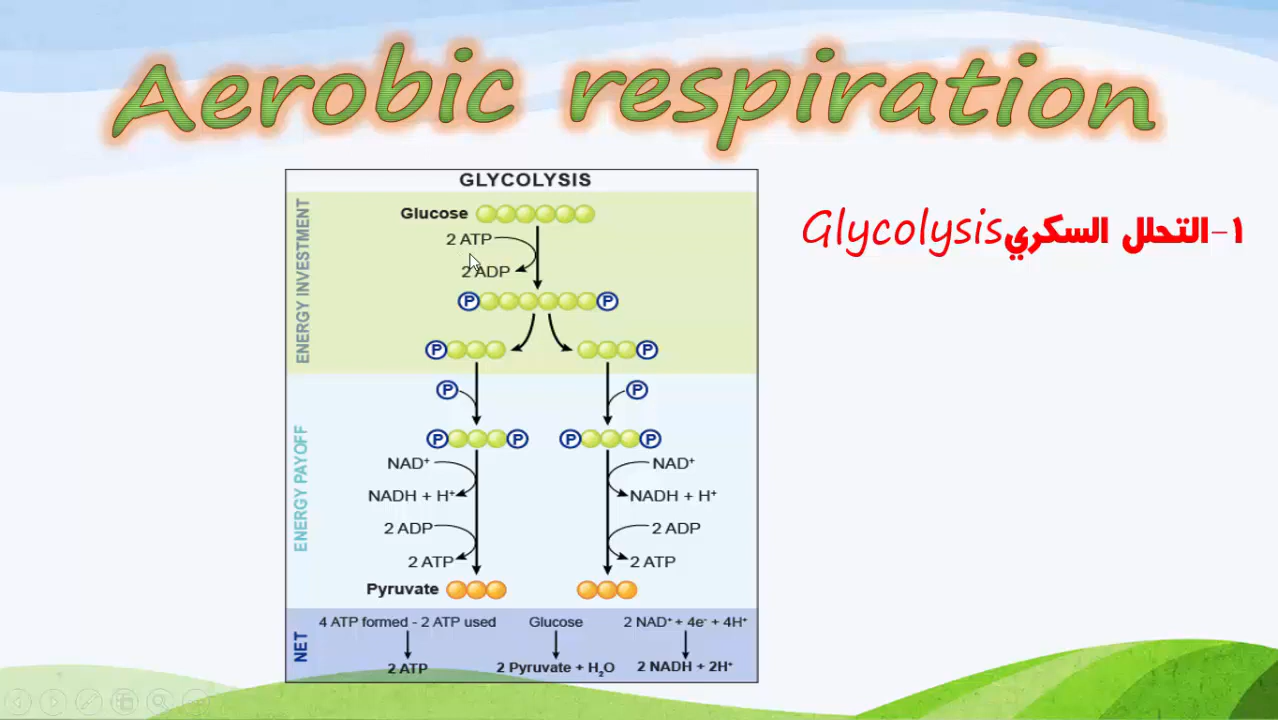 Aerobic respiration
١-التحلل السكري Glycolysis
GLYCOLYSIS
ENERGY INVESTMENT
Glucose
2 ATP
2 ADP
P P
P P
ENERGY PAYOFF
P P
P P P P
NAD⁺ NAD⁺
NADH + H⁺ NADH + H⁺
2 ADP 2 ADP
2 ATP 2 ATP
Pyruvate
NET
4 ATP formed - 2 ATP used Glucose 2 NAD⁺ + 4e⁻ + 4H⁺
2 ATP 2 Pyruvate + H₂O 2 NADH + 2H⁺